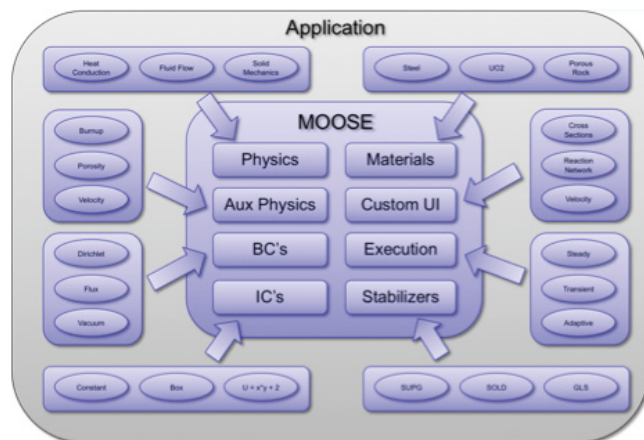 Application
Heat
Conduction
Fluid Flow
Solid
Mechanics
Steel
UO2
Porous
Rock
MOOSE
Burnup
Porosity
Velocity
Physics
Materials
Cross
Sections
Reaction
Network
Velocity
Aux Physics
Custom UI
Dirichlet
Flux
Vacuum
BC's
Execution
Steady
Transient
Adaptive
IC's
Stabilizers
Constant
Box
U = x*y + 2
SUPG
SOLD
GLS